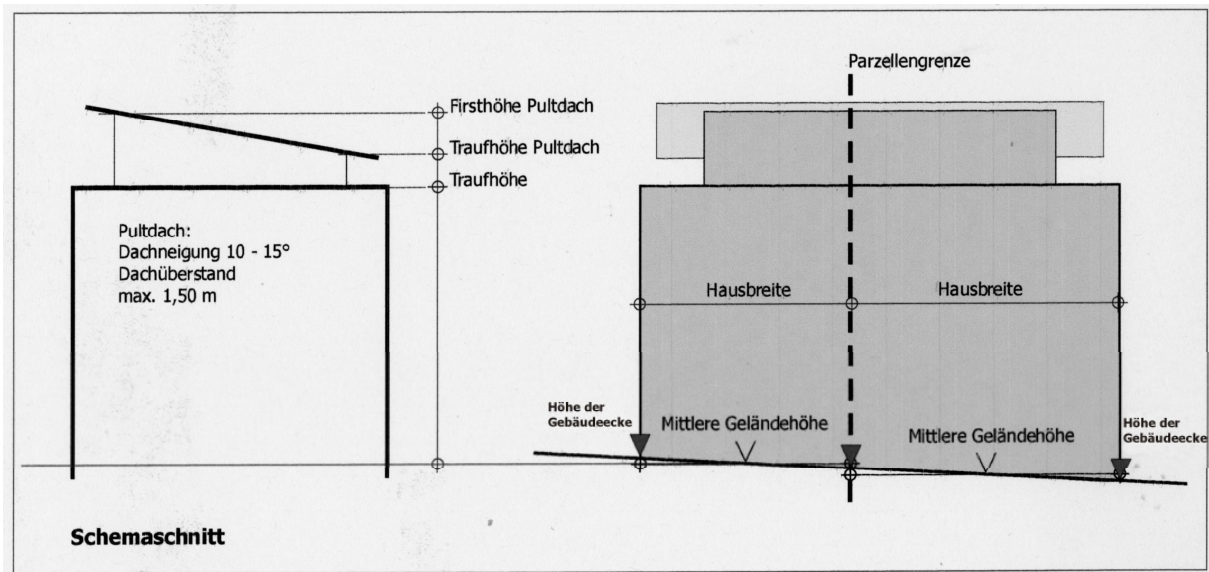 Parzellengrenze
Firsthöhe Pultdach
Traufhöhe Pultdach
Traufhöhe
Pultdach:
Dachneigung 10 - 15°
Dachüberstand
max. 1,50 m
Hausbreite
Hausbreite
Höhe der
Gebäudeecke
Mittlere Geländehöhe
Mittlere Geländehöhe
Höhe der
Gebäudeecke
Schemaschnitt